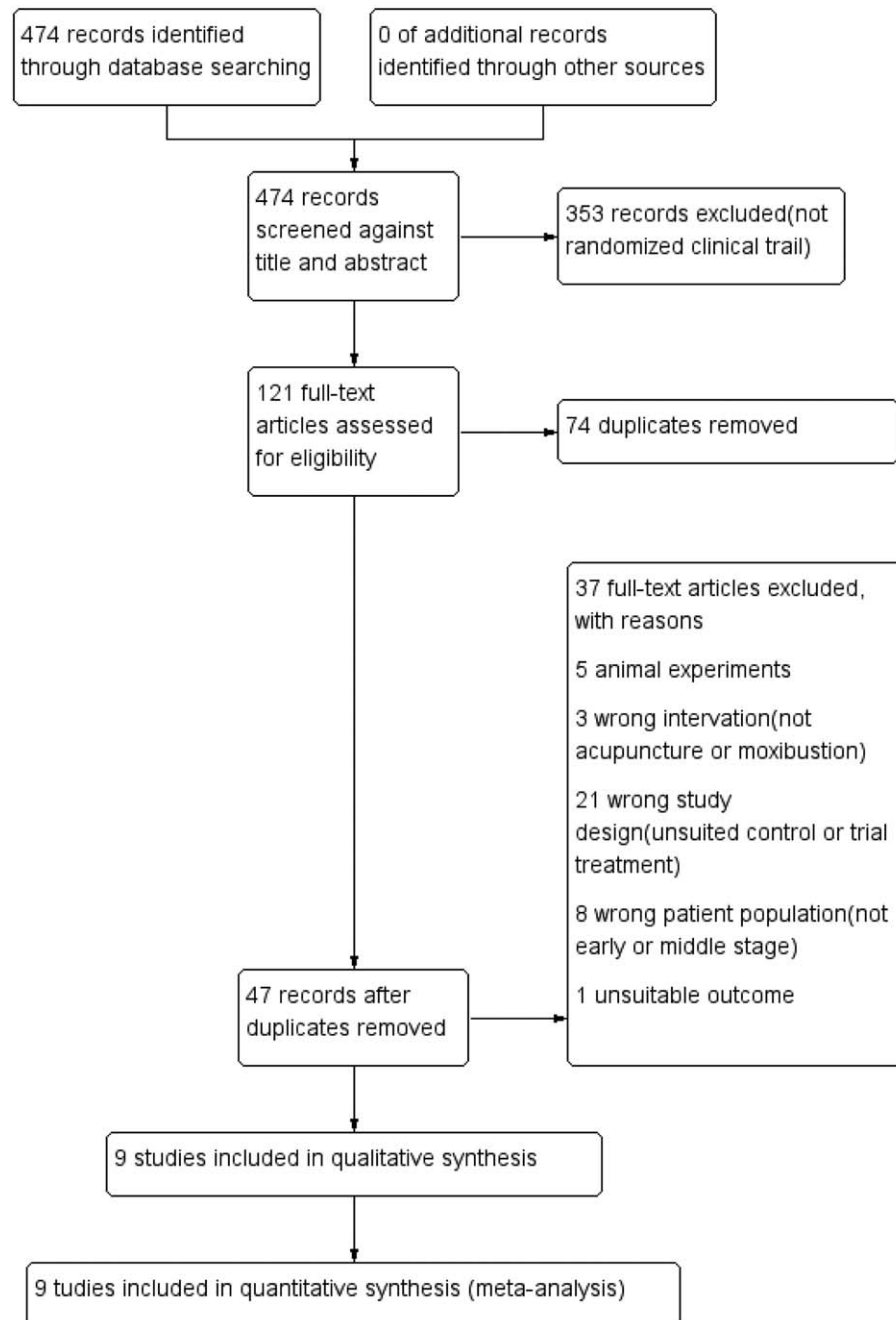 474 records identified
through database searching
0 of additional records
identified through other sources
474 records
screened against
title and abstract
353 records excluded(not
randomized clinical trail)
121 full-text
articles assessed
for eligibility
74 duplicates removed
37 full-text articles excluded,
with reasons
5 animal experiments
3 wrong intervation(not
acupuncture or moxibustion)
21 wrong study
design(unsuited control or trial
treatment)
8 wrong patient population(not
early or middle stage)
1 unsuitable outcome
47 records after
duplicates removed
9 studies included in qualitative synthesis
9 tudies included in quantitative synthesis (meta-analysis)